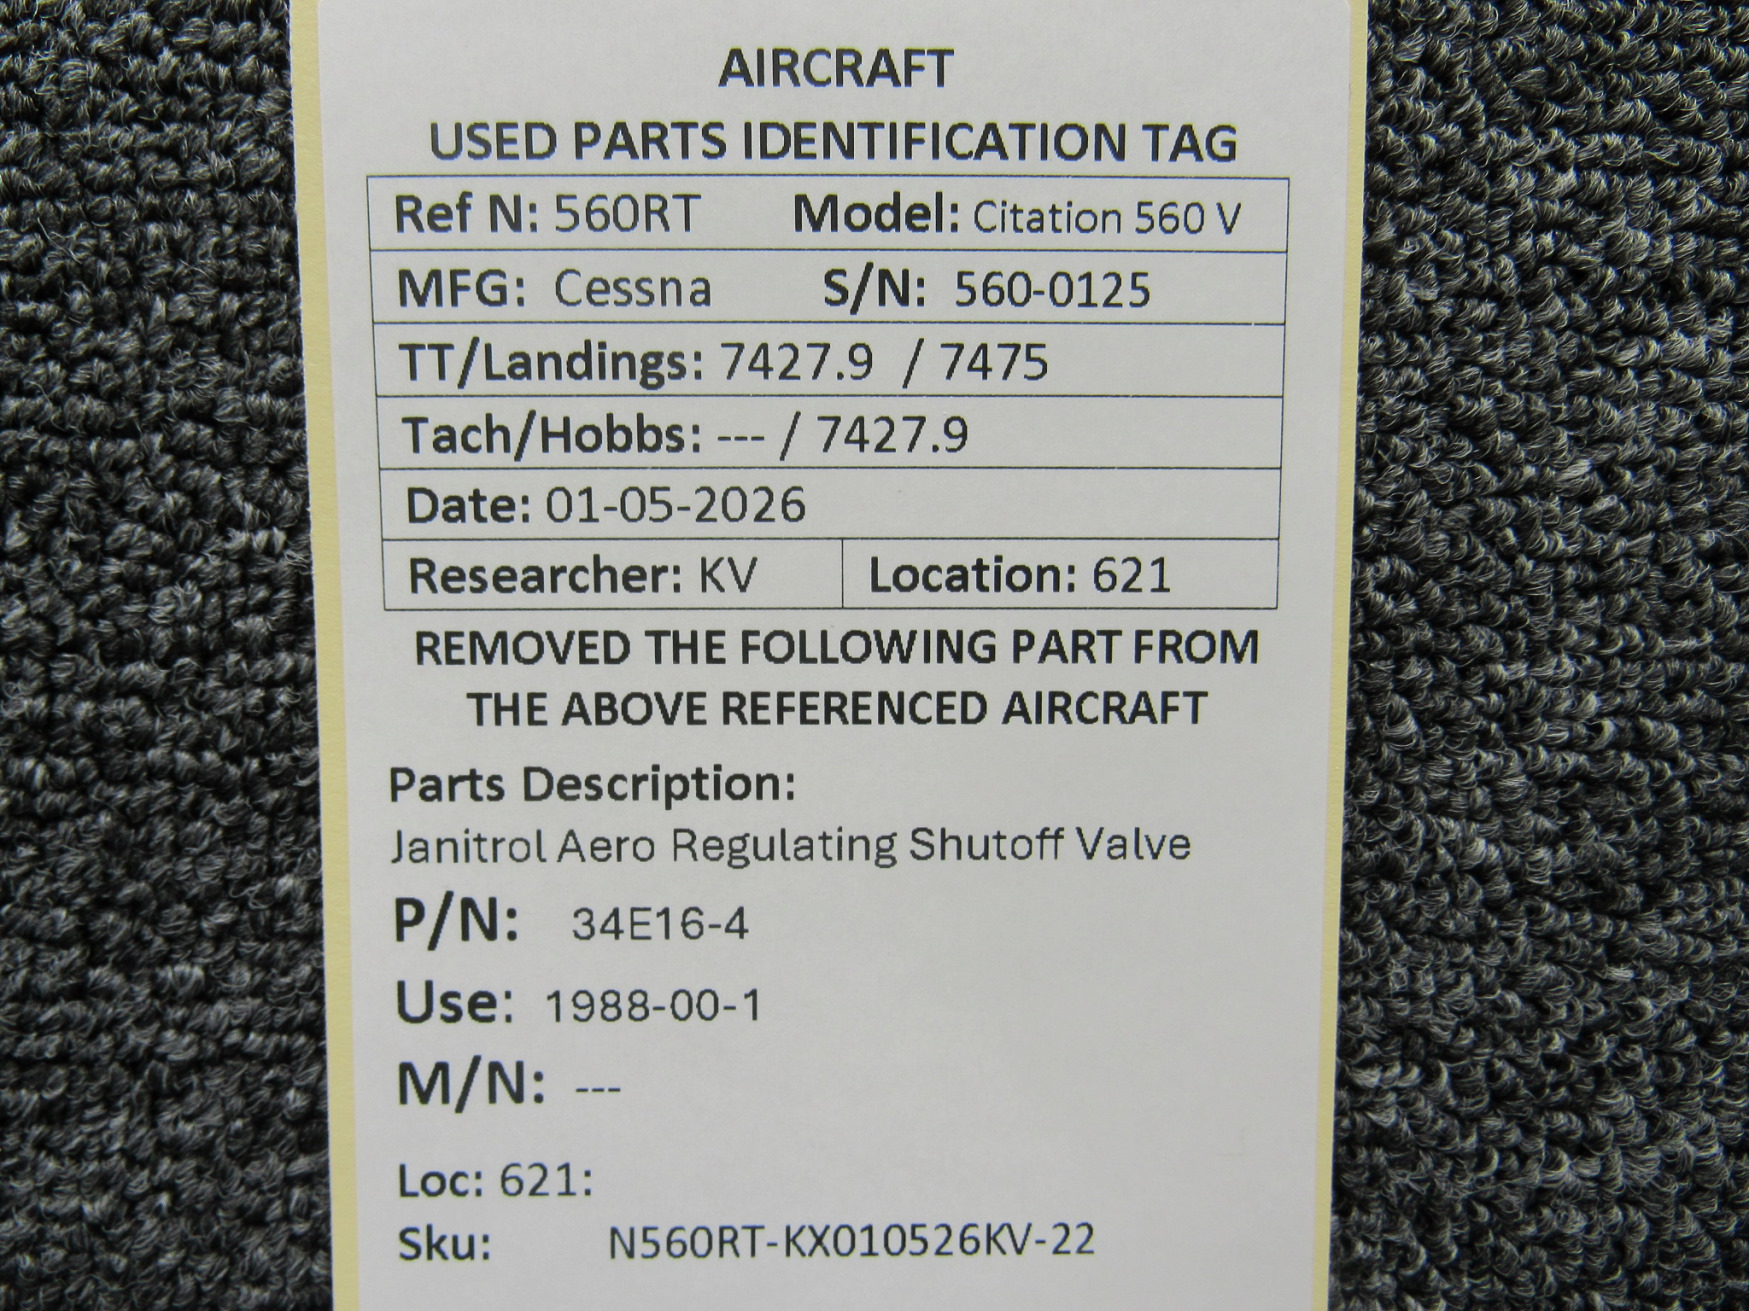 AIRCRAFT
USED PARTS IDENTIFICATION TAG
Ref N: 560RT Model: Citation 560 V
MFG: Cessna S/N: 560-0125
TT/Landings: 7427.9 / 7475
Tach/Hobbs: --- / 7427.9
Date: 01-05-2026
Researcher: KV Location: 621
REMOVED THE FOLLOWING PART FROM
THE ABOVE REFERENCED AIRCRAFT
Parts Description:
Janitrol Aero Regulating Shutoff Valve
P/N: 34E16-4
Use: 1988-00-1
M/N: ---
Loc: 621:
Sku: N560RT-KX010526KV-22